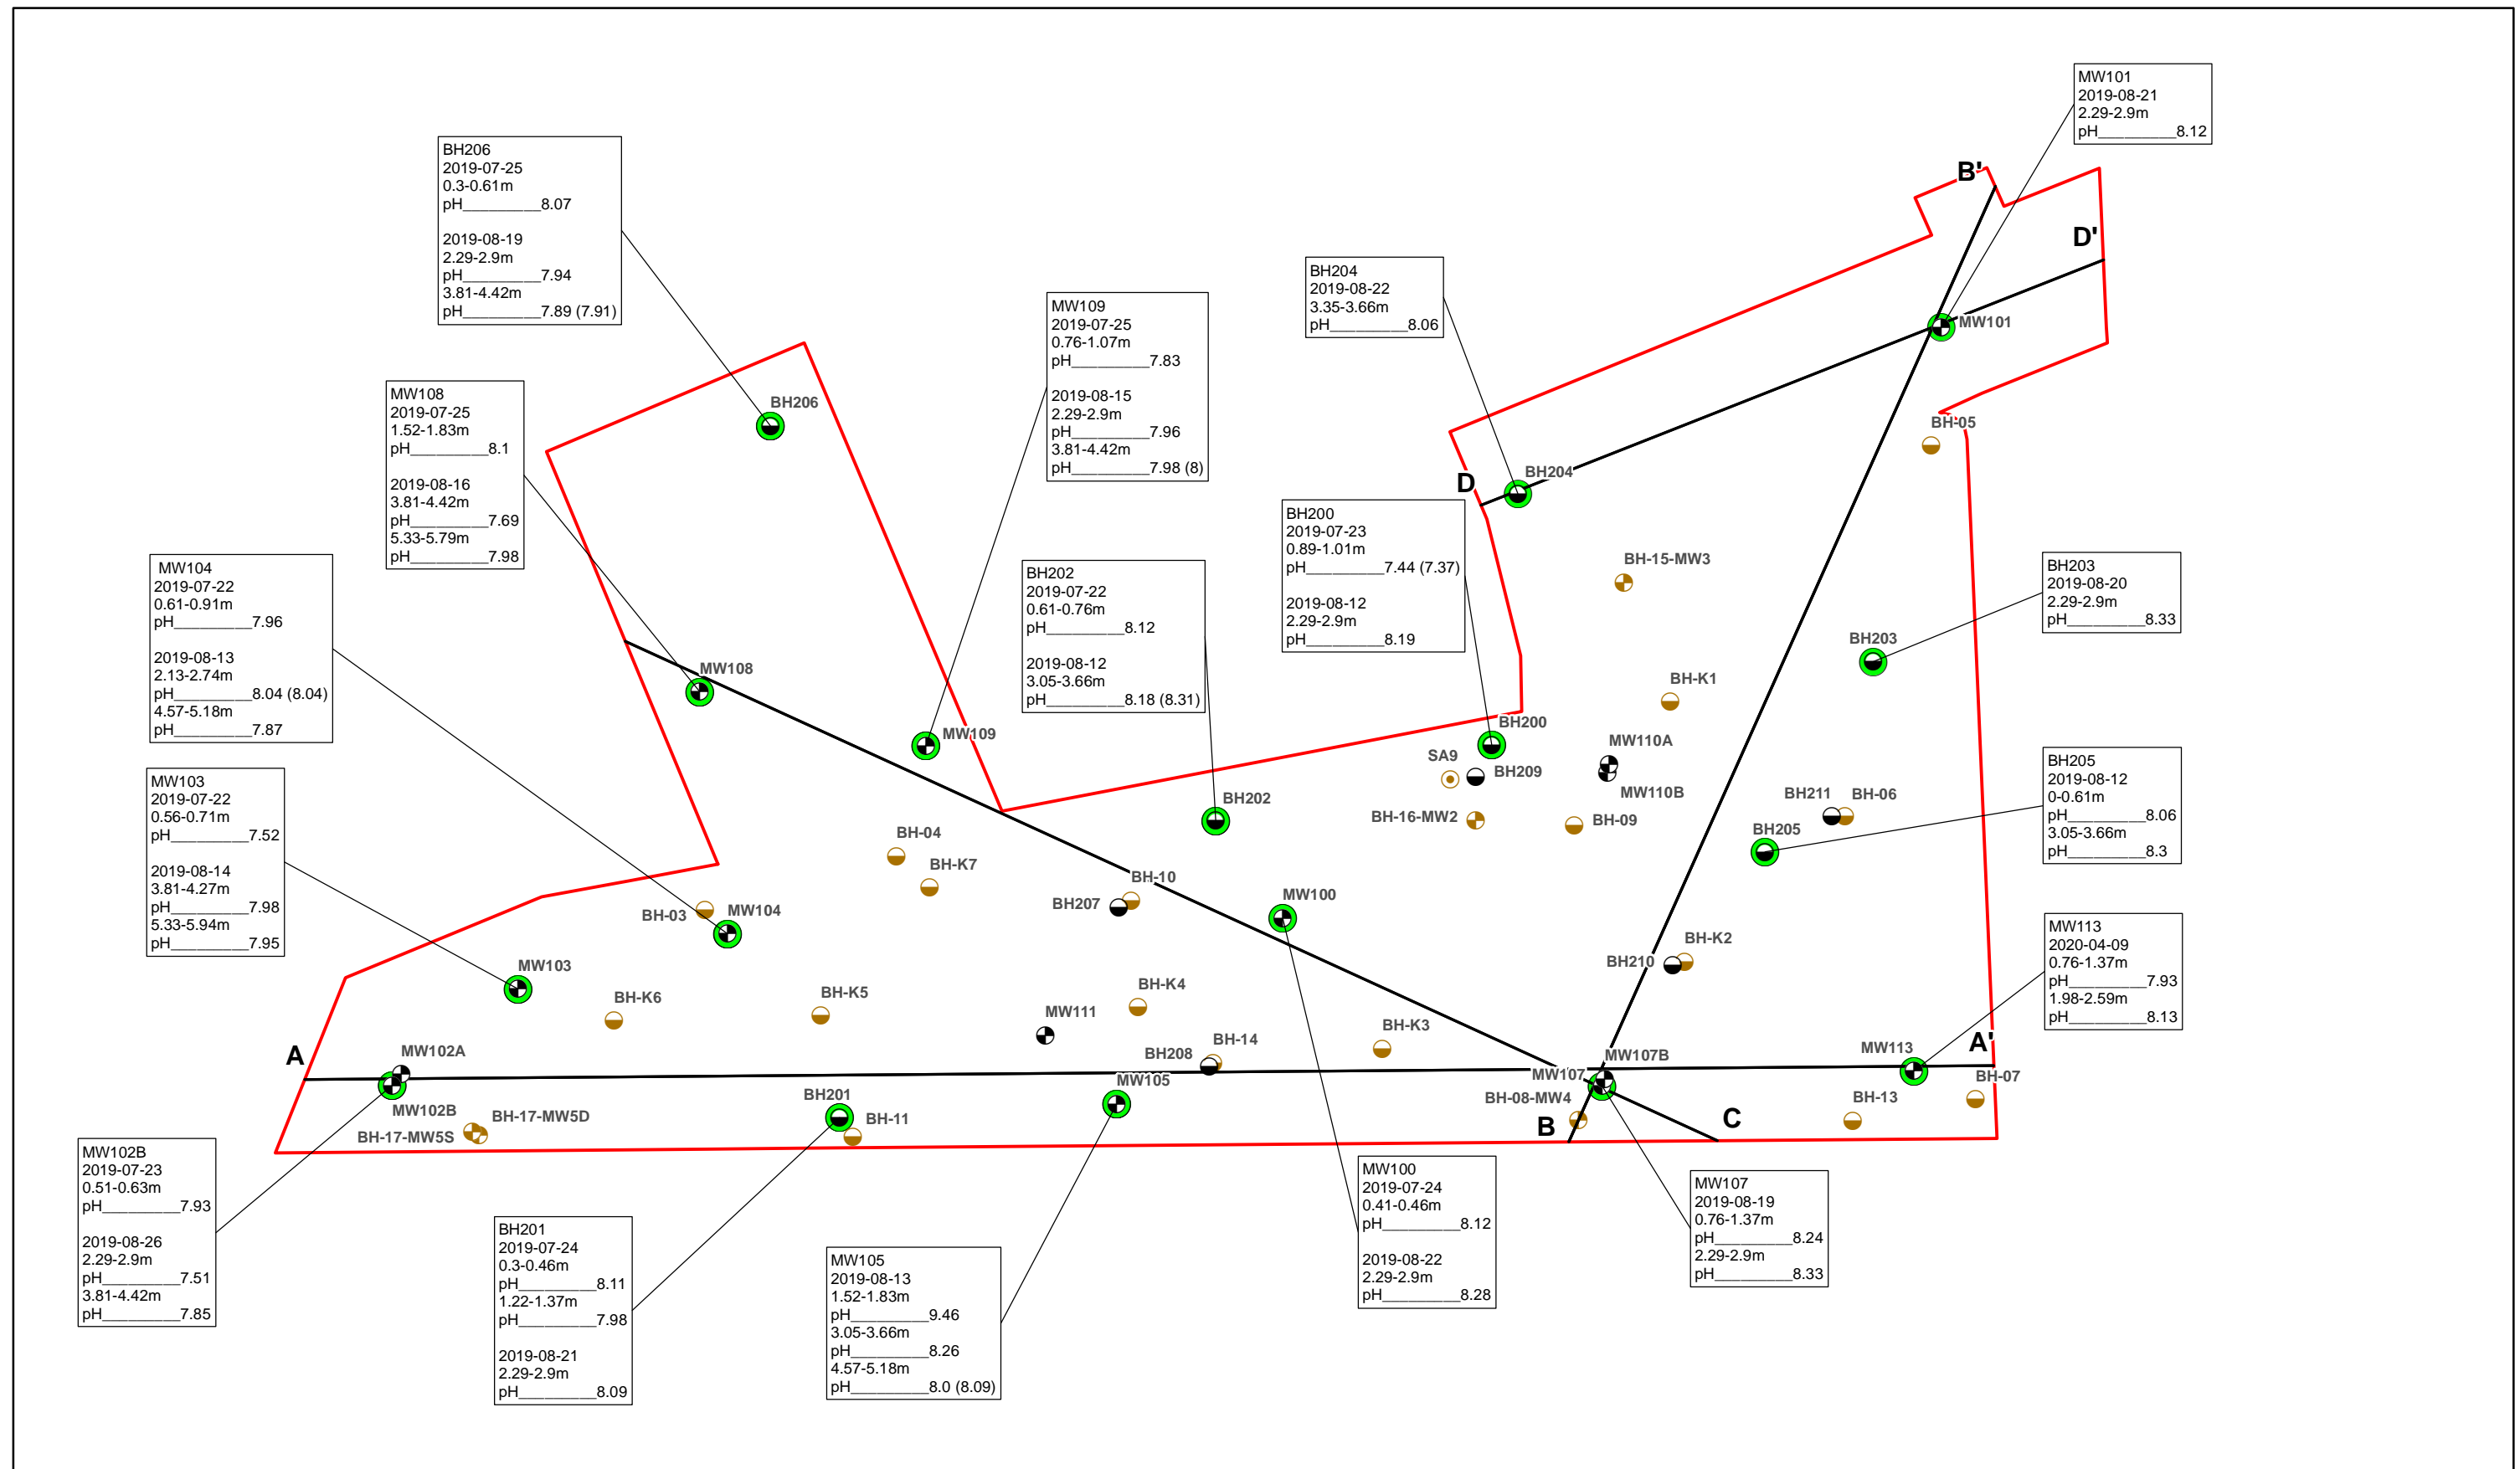 MW101
2019-08-21
2.29-2.9m
pH_________8.12
BH206
2019-07-25
0.3-0.61m
pH_________8.07
2019-08-19
2.29-2.9m
pH_________7.94
3.81-4.42m
pH_________7.89 (7.91)
B'
D'
BH204
2019-08-22
3.35-3.66m
pH_________8.06
MW109
2019-07-25
0.76-1.07m
pH_________7.83
2019-08-15
2.29-2.9m
pH_________7.96
3.81-4.42m
pH_________7.98 (8)
MW101
MW108
2019-07-25
1.52-1.83m
pH_________8.1
2019-08-16
3.81-4.42m
pH_________7.69
5.33-5.79m
pH_________7.98
BH206
BH-05
BH204
D
BH200
2019-07-23
0.89-1.01m
pH_________7.44 (7.37)
2019-08-12
2.29-2.9m
pH_________8.19
MW104
2019-07-22
0.61-0.91m
pH_________7.96
2019-08-13
2.13-2.74m
pH_________8.04 (8.04)
4.57-5.18m
pH_________7.87
BH202
2019-07-22
0.61-0.76m
pH_________8.12
2019-08-12
3.05-3.66m
pH_________8.18 (8.31)
BH-15-MW3
BH203
2019-08-20
2.29-2.9m
pH_________8.33
BH203
MW108
BH-K1
BH200
MW109
MW110A
SA9
BH209
MW110B
BH205
2019-08-12
0-0.61m
pH_________8.06
3.05-3.66m
pH_________8.3
MW103
2019-07-22
0.56-0.71m
pH_________7.52
2019-08-14
3.81-4.27m
pH_________7.98
5.33-5.94m
pH_________7.95
BH202
BH-16-MW2
BH-09
BH211
BH-06
BH205
BH-04
BH-K7
BH-10
BH207
MW100
BH-03
MW104
BH-K2
BH210
MW113
2020-04-09
0.76-1.37m
pH_________7.93
1.98-2.59m
pH_________8.13
MW103
BH-K6
BH-K5
BH-K4
MW111
BH-K3
BH-14
BH208
A
MW102A
A'
MW113
MW107B
MW107
BH-07
MW105
BH201
BH-11
MW102B
BH-17-MW5D
BH-17-MW5S
BH-08-MW4
BH-13
B
C
MW102B
2019-07-23
0.51-0.63m
pH_________7.93
2019-08-26
2.29-2.9m
pH_________7.51
3.81-4.42m
pH_________7.85
BH201
2019-07-24
0.3-0.46m
pH_________8.11
1.22-1.37m
pH_________7.98
2019-08-21
2.29-2.9m
pH_________8.09
MW105
2019-08-13
1.52-1.83m
pH_________9.46
3.05-3.66m
pH_________8.26
4.57-5.18m
pH_________8.0 (8.09)
MW100
2019-07-24
0.41-0.46m
pH_________8.12
2019-08-22
2.29-2.9m
pH_________8.28
MW107
2019-08-19
0.76-1.37m
pH_________8.24
2.29-2.9m
pH_________8.33